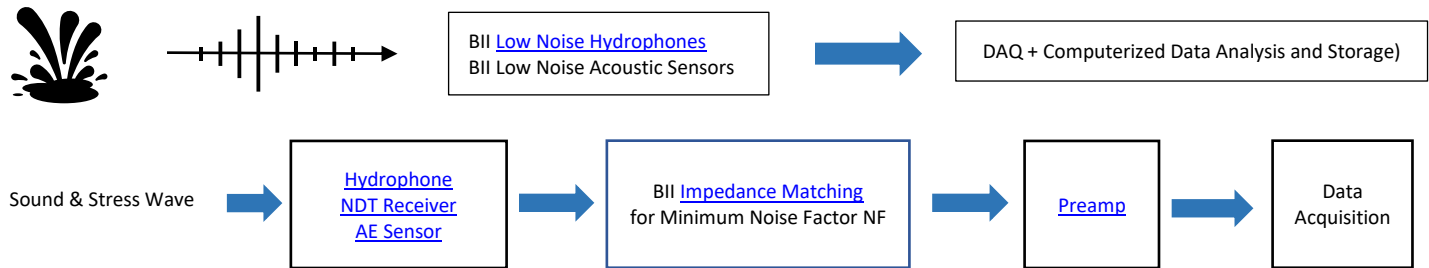 BII Low Noise Hydrophones
BII Low Noise Acoustic Sensors
DAQ + Computerized Data Analysis and Storage)
Sound & Stress Wave
Hydrophone
NDT Receiver
AE Sensor
BII Impedance Matching
for Minimum Noise Factor NF
Preamp
Data
Acquisition